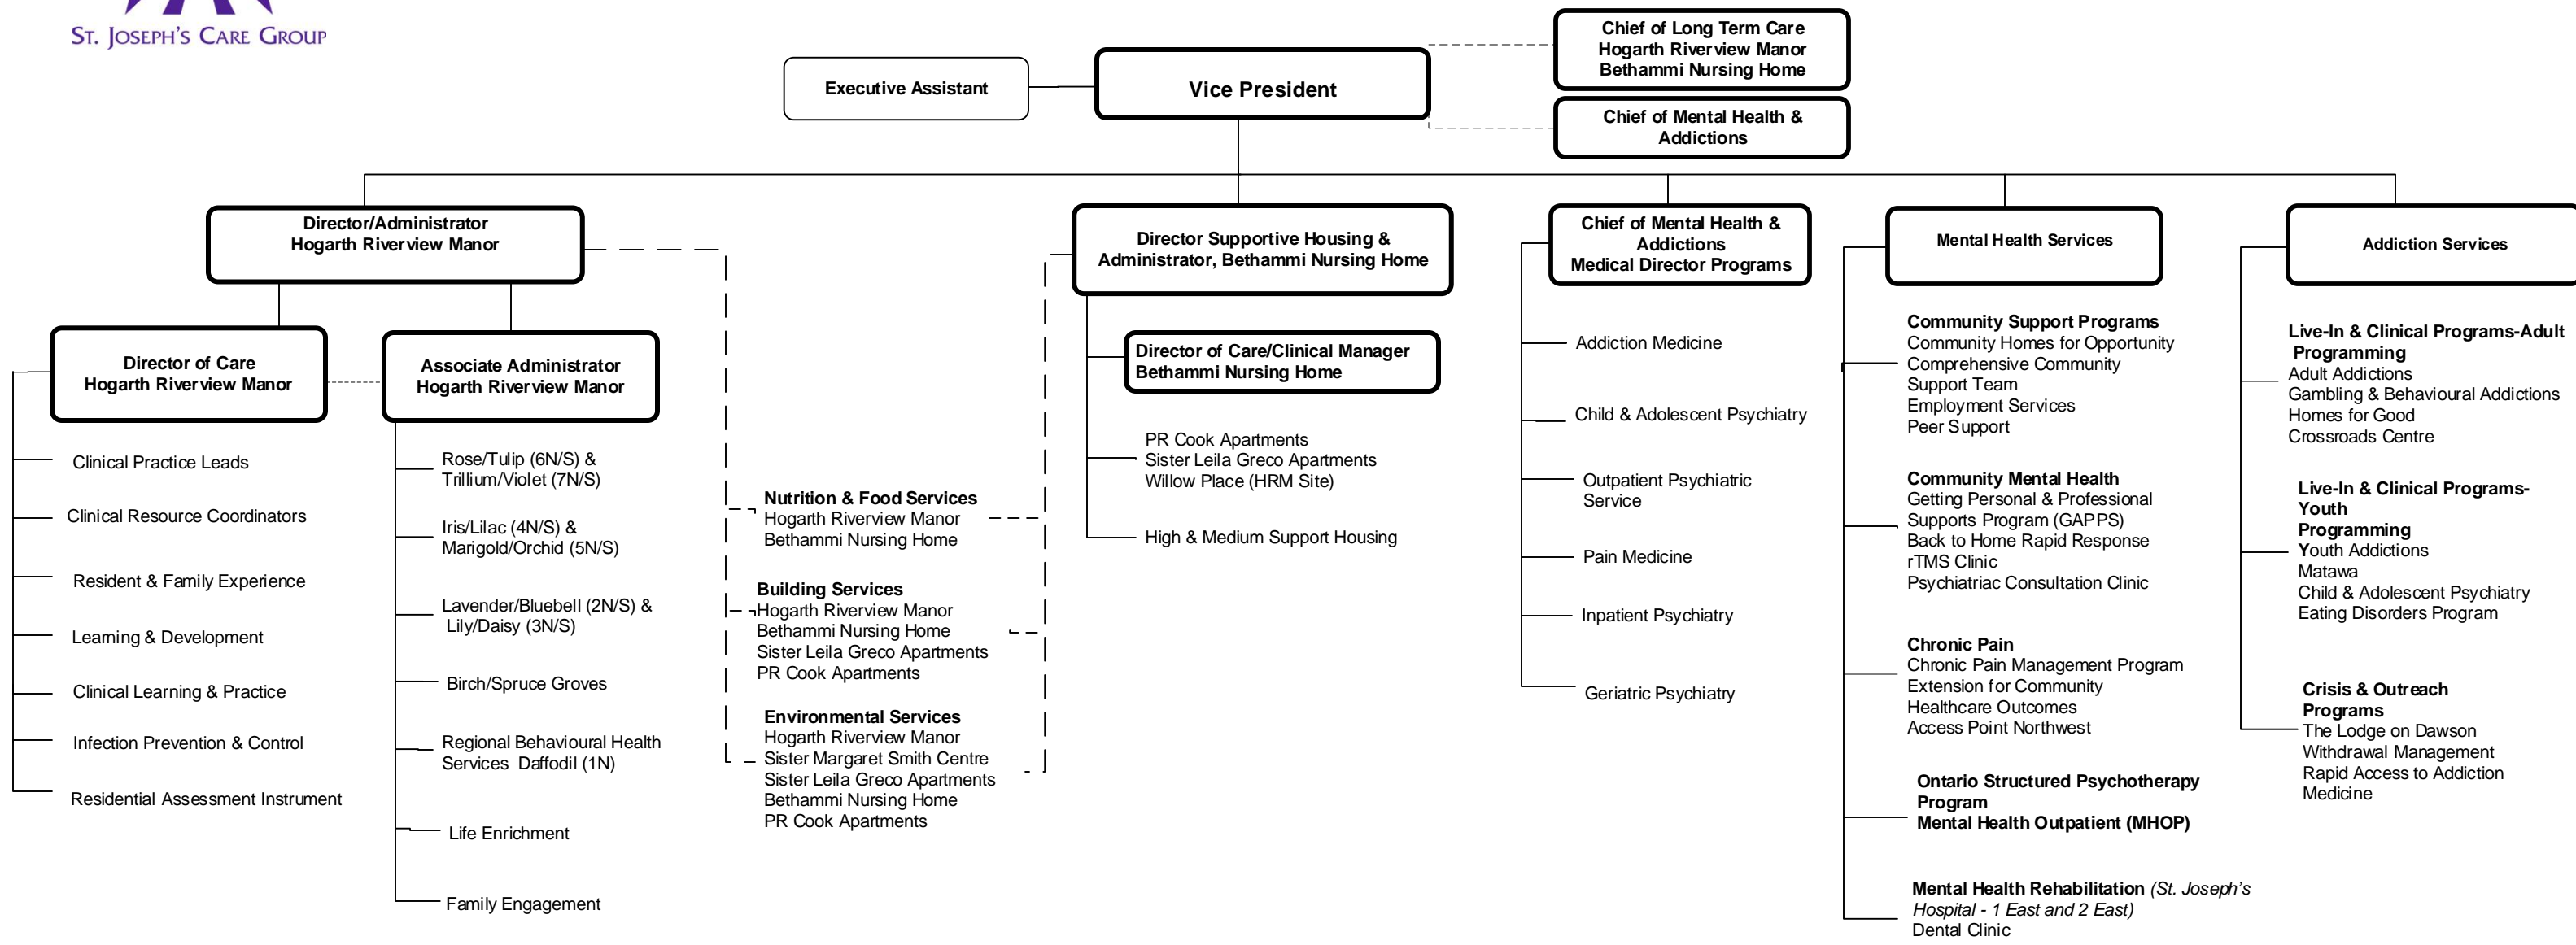 ST. JOSEPH'S CARE GROUP
Executive Assistant
Vice President
Chief of Long Term Care
Hogarth Riverview Manor
Bethammi Nursing Home
Chief of Mental Health &
Addictions
Director/Administrator
Hogarth Riverview Manor
Director Supportive Housing &
Administrator, Bethammi Nursing Home
Chief of Mental Health &
Addictions
Medical Director Programs
Mental Health Services
Addiction Services
Director of Care
Hogarth Riverview Manor
Associate Administrator
Hogarth Riverview Manor
Clinical Practice Leads
Clinical Resource Coordinators
Resident & Family Experience
Learning & Development
Clinical Learning & Practice
Infection Prevention & Control
Residential Assessment Instrument
Rose/Tulip (6N/S) &
Trillium/Violet (7N/S)
Iris/Lilac (4N/S) &
Marigold/Orchid (5N/S)
Lavender/Bluebell (2N/S) &
Lily/Daisy (3N/S)
Birch/Spruce Groves
Regional Behavioural Health
Services Daffodil (1N)
Life Enrichment
Family Engagement
Nutrition & Food Services
Hogarth Riverview Manor
Bethammi Nursing Home
Building Services
Hogarth Riverview Manor
Bethammi Nursing Home
Sister Leila Greco Apartments
PR Cook Apartments
Environmental Services
Hogarth Riverview Manor
Sister Margaret Smith Centre
Sister Leila Greco Apartments
Bethammi Nursing Home
PR Cook Apartments
Director of Care/Clinical Manager
Bethammi Nursing Home
PR Cook Apartments
Sister Leila Greco Apartments
Willow Place (HRM Site)
High & Medium Support Housing
Addiction Medicine
Child & Adolescent Psychiatry
Outpatient Psychiatric
Service
Pain Medicine
Inpatient Psychiatry
Geriatric Psychiatry
Community Support Programs
Community Homes for Opportunity
Comprehensive Community
Support Team
Employment Services
Peer Support
Community Mental Health
Getting Personal & Professional
Supports Program (GAPPS)
Back to Home Rapid Response
rTMS Clinic
Psychiatriac Consultation Clinic
Chronic Pain
Chronic Pain Management Program
Extension for Community
Healthcare Outcomes
Access Point Northwest
Ontario Structured Psychotherapy
Program
Mental Health Outpatient (MHOP)
Mental Health Rehabilitation (St. Joseph's
Hospital - 1 East and 2 East)
Dental Clinic
Live-In & Clinical Programs-Adult
Programming
Adult Addictions
Gambling & Behavioural Addictions
Homes for Good
Crossroads Centre
Live-In & Clinical Programs-
Youth
Programming
Youth Addictions
Matawa
Child & Adolescent Psychiatry
Eating Disorders Program
Crisis & Outreach
Programs
The Lodge on Dawson
Withdrawal Management
Rapid Access to Addiction
Medicine